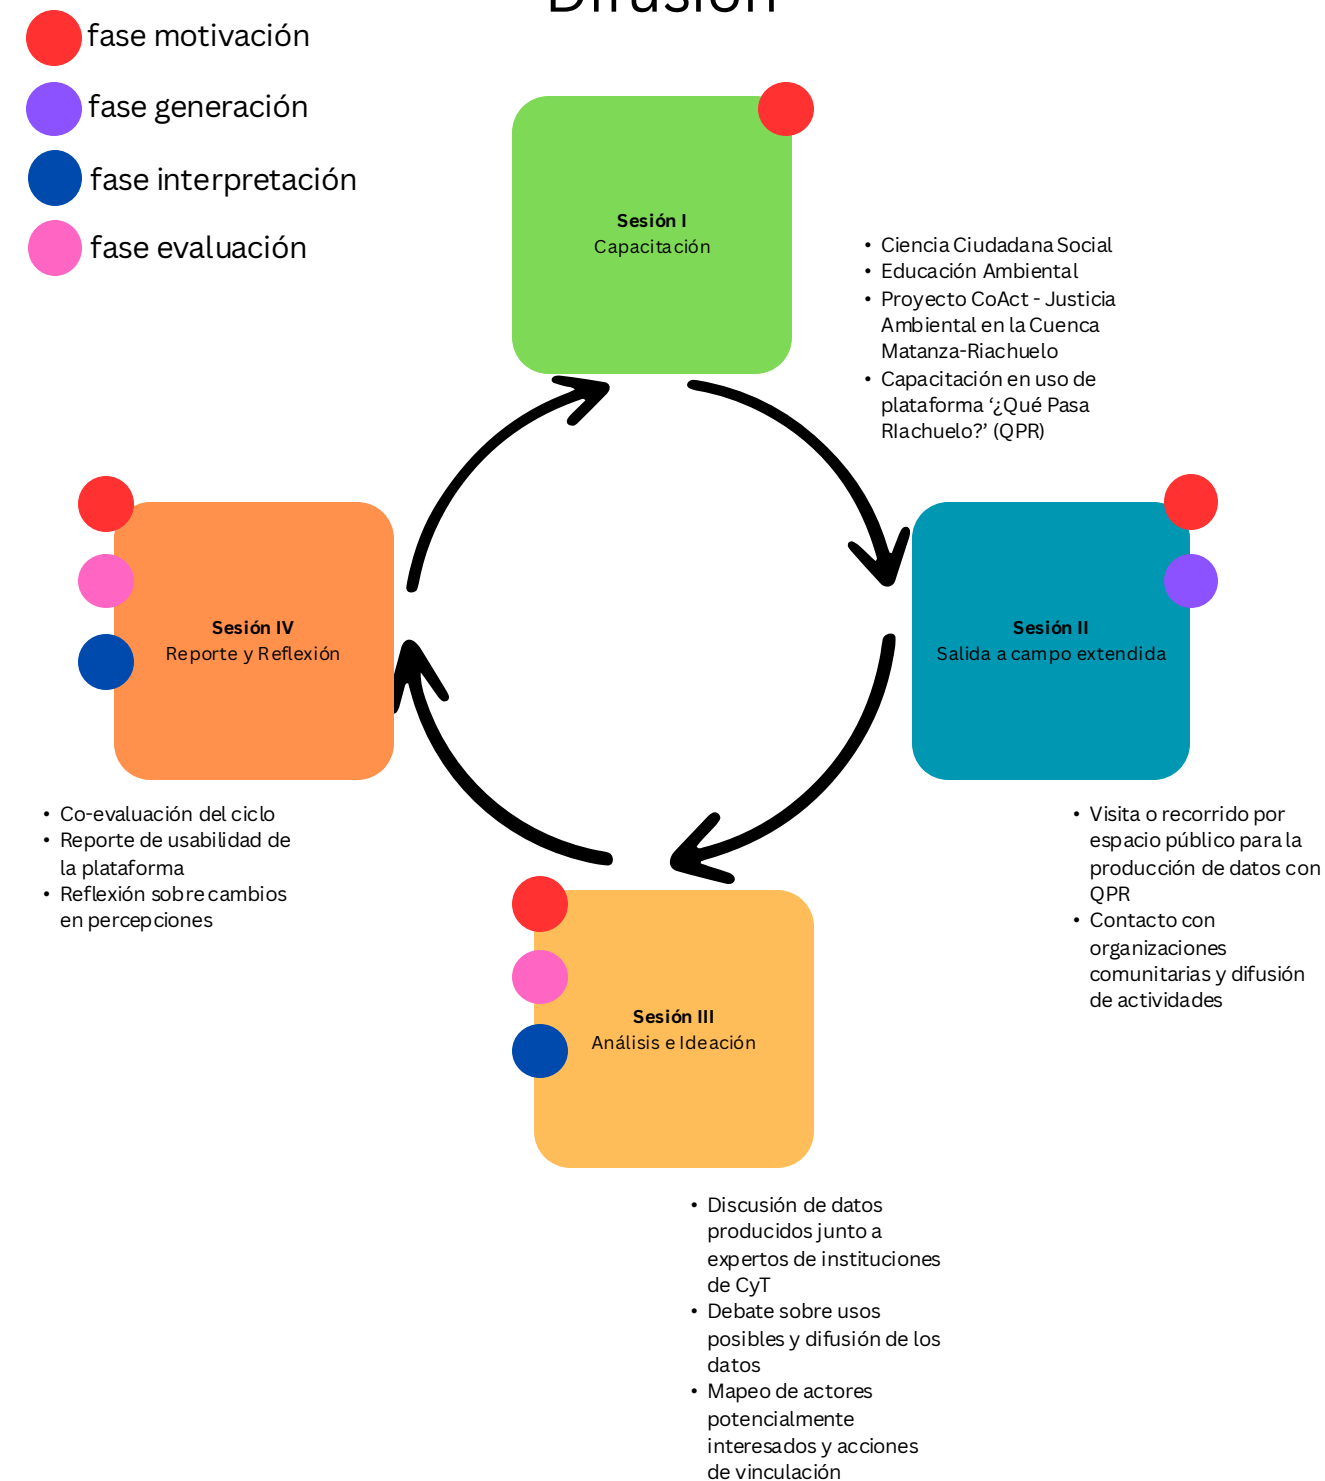 Difusión
fase motivación
fase generación
fase interpretación
fase evaluación
Sesión I
Capacitación
• Ciencia Ciudadana Social
• Educación Ambiental
• Proyecto CoAct - Justicia
Ambiental en la Cuenca
Matanza-Riachuelo
• Capacitación en uso de
plataforma ‘¿Qué Pasa
RIachuelo?’ (QPR)
Sesión II
Salida a campo extendida
• Visita o recorrido por
espacio público para la
producción de datos con
QPR
• Contacto con
organizaciones
comunitarias y difusión
de actividades
Sesión III
Análisis e Ideación
• Discusión de datos
producidos junto a
expertos de instituciones
de CyT
• Debate sobre usos
posibles y difusión de los
datos
• Mapeo de actores
potencialmente
interesados y acciones
de vinculación
Sesión IV
Reporte y Reflexión
• Co-evaluación del ciclo
• Reporte de usabilidad de
la plataforma
• Reflexión sobre cambios
en percepciones